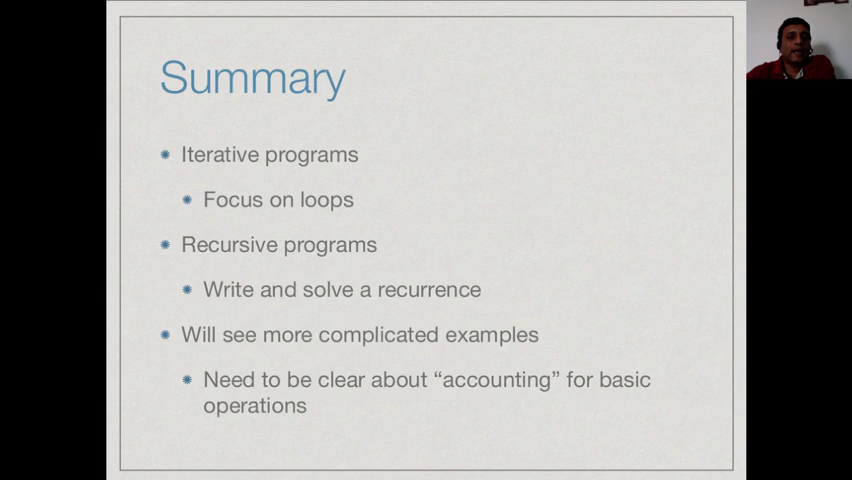 Summary
Iterative programs
Focus on loops
Recursive programs
Write and solve a recurrence
Will see more complicated examples
Need to be clear about “accounting” for basic
operations